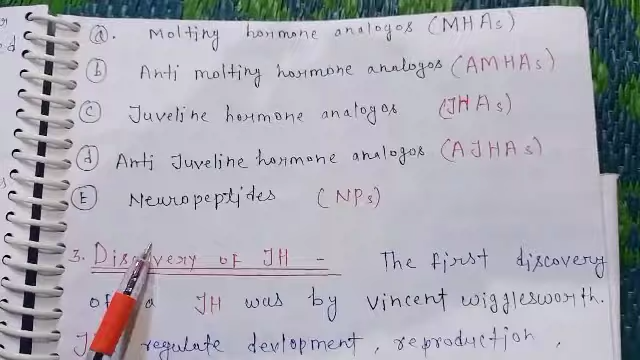 a. Molting hormone analogos (MHAs)
b Anti molting hormone analogos (AMHAs)
c Juveline hormone analogos (JHAs)
d Anti Juveline hormone analogos (AJHAs)
E Neuropeptides (NPs)
3. Discovery of JH - The first discovery
of a JH was by Vincent wigglesworth.
regulate devlopment, reproduction,